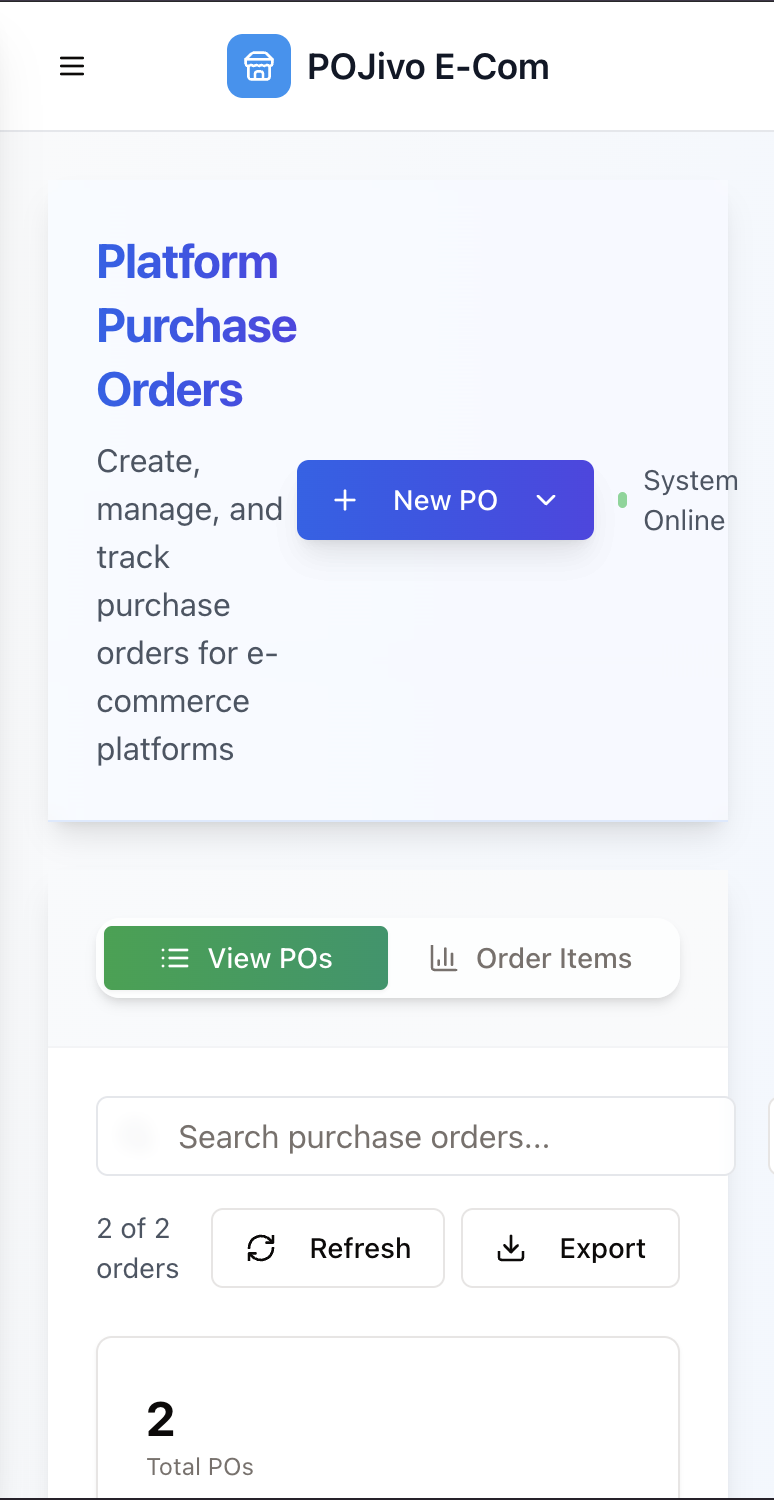 POJivo E-Com
Platform
Purchase
Orders
Create,
manage, and
track
purchase
orders for e-
commerce
platforms
New PO
System
Online
View POs
Order Items
Search purchase orders...
2 of 2
orders
Refresh
Export
2
Total POs